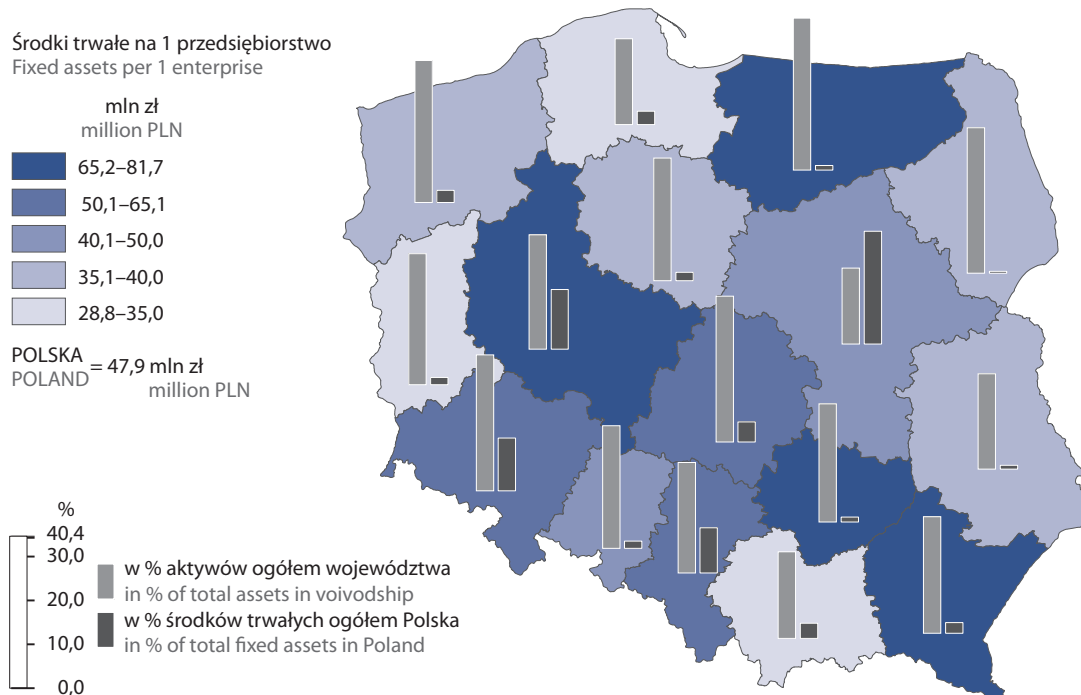 Środki trwałe na 1 przedsiębiorstwo
Fixed assets per 1 enterprise
mln zł
million PLN
65,2–81,7
50,1–65,1
40,1–50,0
35,1–40,0
28,8–35,0
POLSKA = 47,9 mln zł
POLAND million PLN
%
40,4
30,0
20,0
10,0
0,0
w % aktywów ogółem województwa
in % of total assets in voivodship
w % środków trwałych ogółem Polska
in % of total fixed assets in Poland